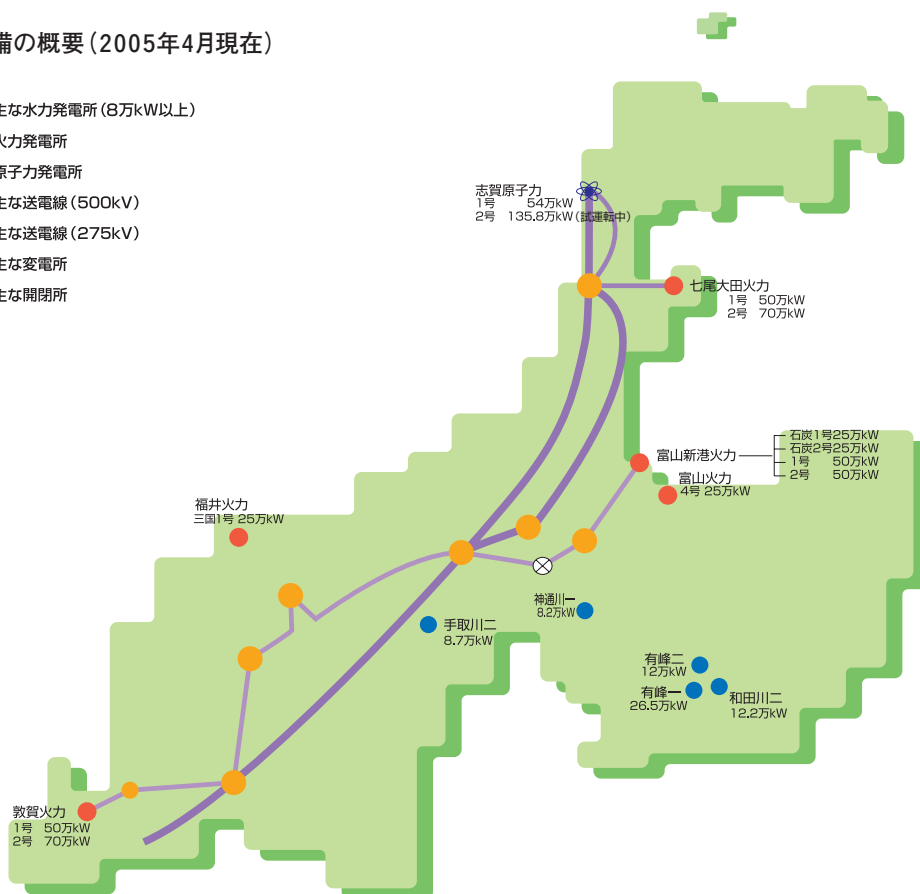 備の概要(2005年4月現在)
主な水力発電所(8万kW以上)
火力発電所
原子力発電所
主な送電線(500kV)
主な送電線(275kV)
主な変電所
主な開閉所
志賀原子力
1号 54万kW
2号 135.8万kW(試運転中)
七尾大田火力
1号 50万kW
2号 70万kW
富山新港火力
石炭1号25万kW
石炭2号25万kW
1号 50万kW
2号 50万kW
富山火力
4号 25万kW
福井火力
三国1号 25万kW
神通川一
8.2万kW
手取川二
8.7万kW
有峰二
12万kW
有峰一
26.5万kW
和田川二
12.2万kW
敦賀火力
1号 50万kW
2号 70万kW